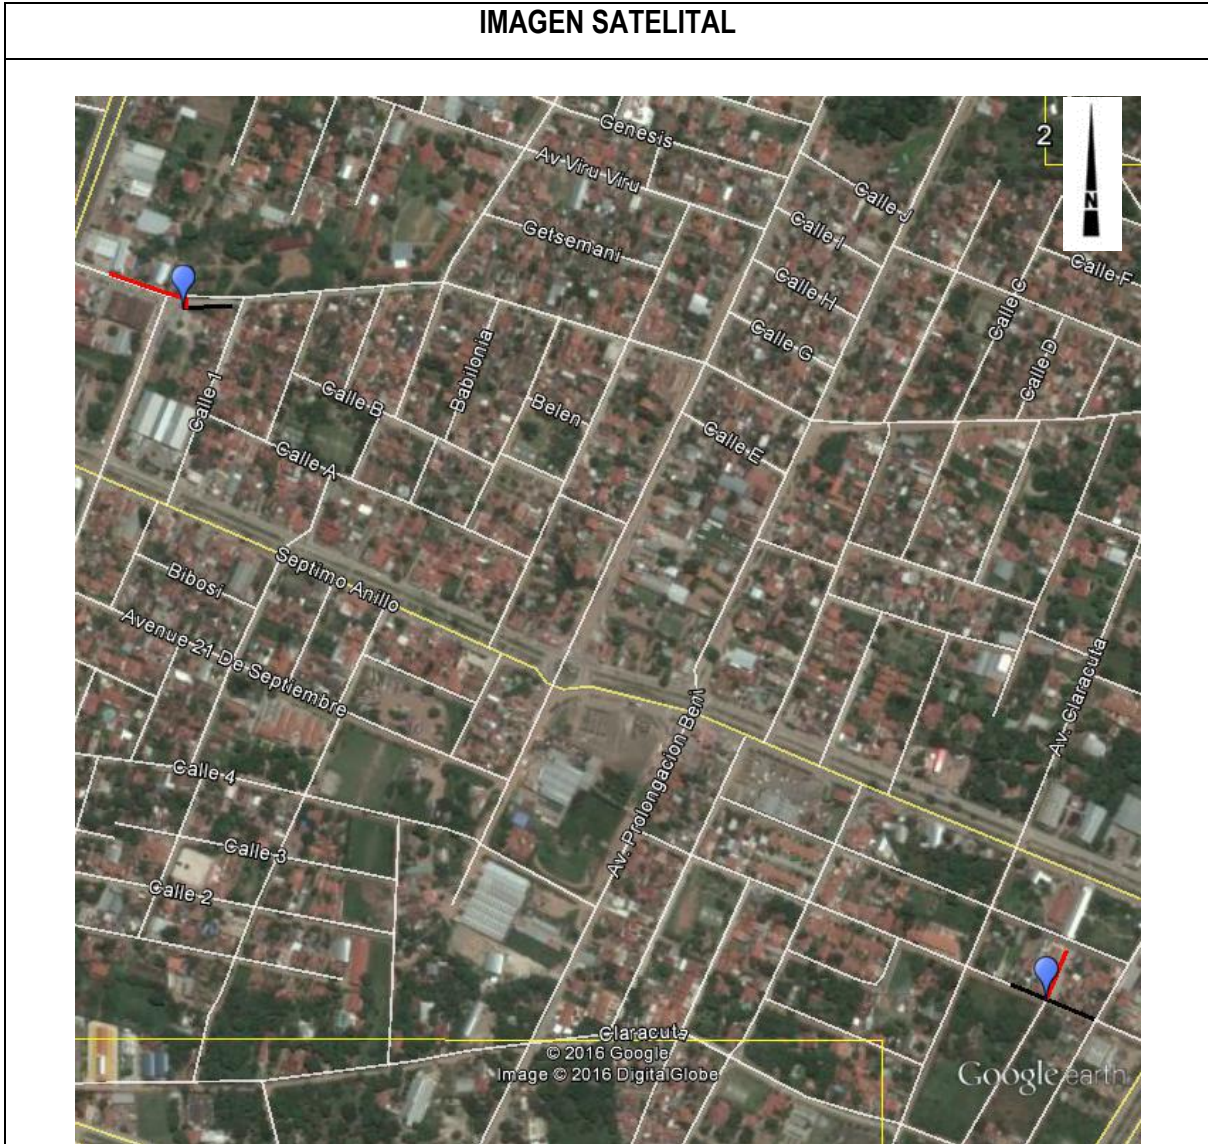 IMAGEN SATELITAL
Genesis
2
Av Viru Viru
N
Calle J
Calle I
Getsemani
Calle F
Calle H
Calle C
Calle G
Calle D
Babilonia
Calle 1
Calle B
Belen
Calle E
Calle A
Septimo Anillo
Bibosi
Avenue 21 De Septiembre
Av. Claracuta
Av. Prolongacion Beni
Calle 4
Calle 3
Calle 2
Claracuta
© 2016 Google
Image © 2016 DigitalGlobe
Google earth